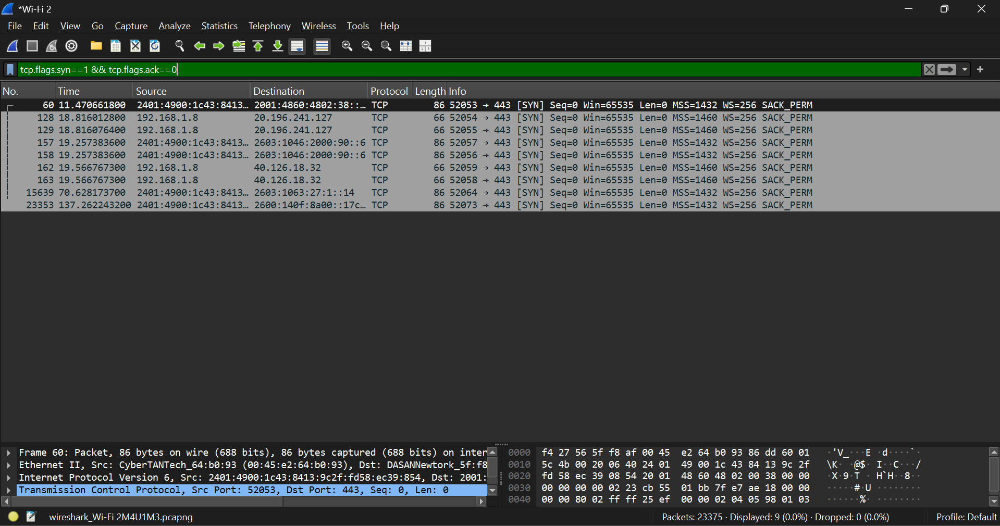 *Wi-Fi 2
File Edit View Go Capture Analyze Statistics Telephony Wireless Tools Help
tcp.flags.syn==1 && tcp.flags.ack==0
No. Time Source Destination Protocol Length Info
60 11.470661800 2401:4900:1c43:8413… 2001:4860:4802:38::… TCP 86 52053 → 443 [SYN] Seq=0 Win=65535 Len=0 MSS=1432 WS=256 SACK_PERM
128 18.816012800 192.168.1.8 20.196.241.127 TCP 66 52054 → 443 [SYN] Seq=0 Win=65535 Len=0 MSS=1460 WS=256 SACK_PERM
129 18.816076400 192.168.1.8 20.196.241.127 TCP 66 52055 → 443 [SYN] Seq=0 Win=65535 Len=0 MSS=1460 WS=256 SACK_PERM
157 19.257383600 2401:4900:1c43:8413… 2603:1046:2000:90::6 TCP 86 52057 → 443 [SYN] Seq=0 Win=65535 Len=0 MSS=1432 WS=256 SACK_PERM
158 19.257383600 2401:4900:1c43:8413… 2603:1046:2000:90::6 TCP 86 52056 → 443 [SYN] Seq=0 Win=65535 Len=0 MSS=1432 WS=256 SACK_PERM
162 19.566767300 192.168.1.8 40.126.18.32 TCP 66 52059 → 443 [SYN] Seq=0 Win=65535 Len=0 MSS=1460 WS=256 SACK_PERM
163 19.566767300 192.168.1.8 40.126.18.32 TCP 66 52058 → 443 [SYN] Seq=0 Win=65535 Len=0 MSS=1460 WS=256 SACK_PERM
15639 70.628173700 2401:4900:1c43:8413… 2603:1063:27:1::14 TCP 86 52064 → 443 [SYN] Seq=0 Win=65535 Len=0 MSS=1432 WS=256 SACK_PERM
23353 137.262243200 2401:4900:1c43:8413… 2600:140f:8a00::17c… TCP 86 52073 → 443 [SYN] Seq=0 Win=65535 Len=0 MSS=1432 WS=256 SACK_PERM
Frame 60: Packet, 86 bytes on wire (688 bits), 86 bytes captured (688 bits) on inter
Ethernet II, Src: CyberTANTech_64:b0:93 (00:45:e2:64:b0:93), Dst: DASANNewtork_5f:f8
Internet Protocol Version 6, Src: 2401:4900:1c43:8413:9c2f:fd58:ec39:854, Dst: 2001:
Transmission Control Protocol, Src Port: 52053, Dst Port: 443, Seq: 0, Len: 0
0000 f4 27 56 5f f8 af 00 45 e2 64 b0 93 86 dd 60 01 ·'V_···E ·d····`·
0010 5c 4b 00 20 06 40 24 01 49 00 1c 43 84 13 9c 2f \K· ·@$· I··C···/
0020 fd 58 ec 39 08 54 20 01 48 60 48 02 00 38 00 00 ·X·9·T · H`H··8··
0030 00 00 00 00 02 23 cb 55 01 bb 7f e7 ae 18 00 00 ·····#·U ········
0040 00 00 80 02 ff ff 25 ef 00 00 02 04 05 98 01 03 ······%· ········
wireshark_Wi-Fi 2M4U1M3.pcapng
Packets: 23375 · Displayed: 9 (0.0%) · Dropped: 0 (0.0%)
Profile: Default